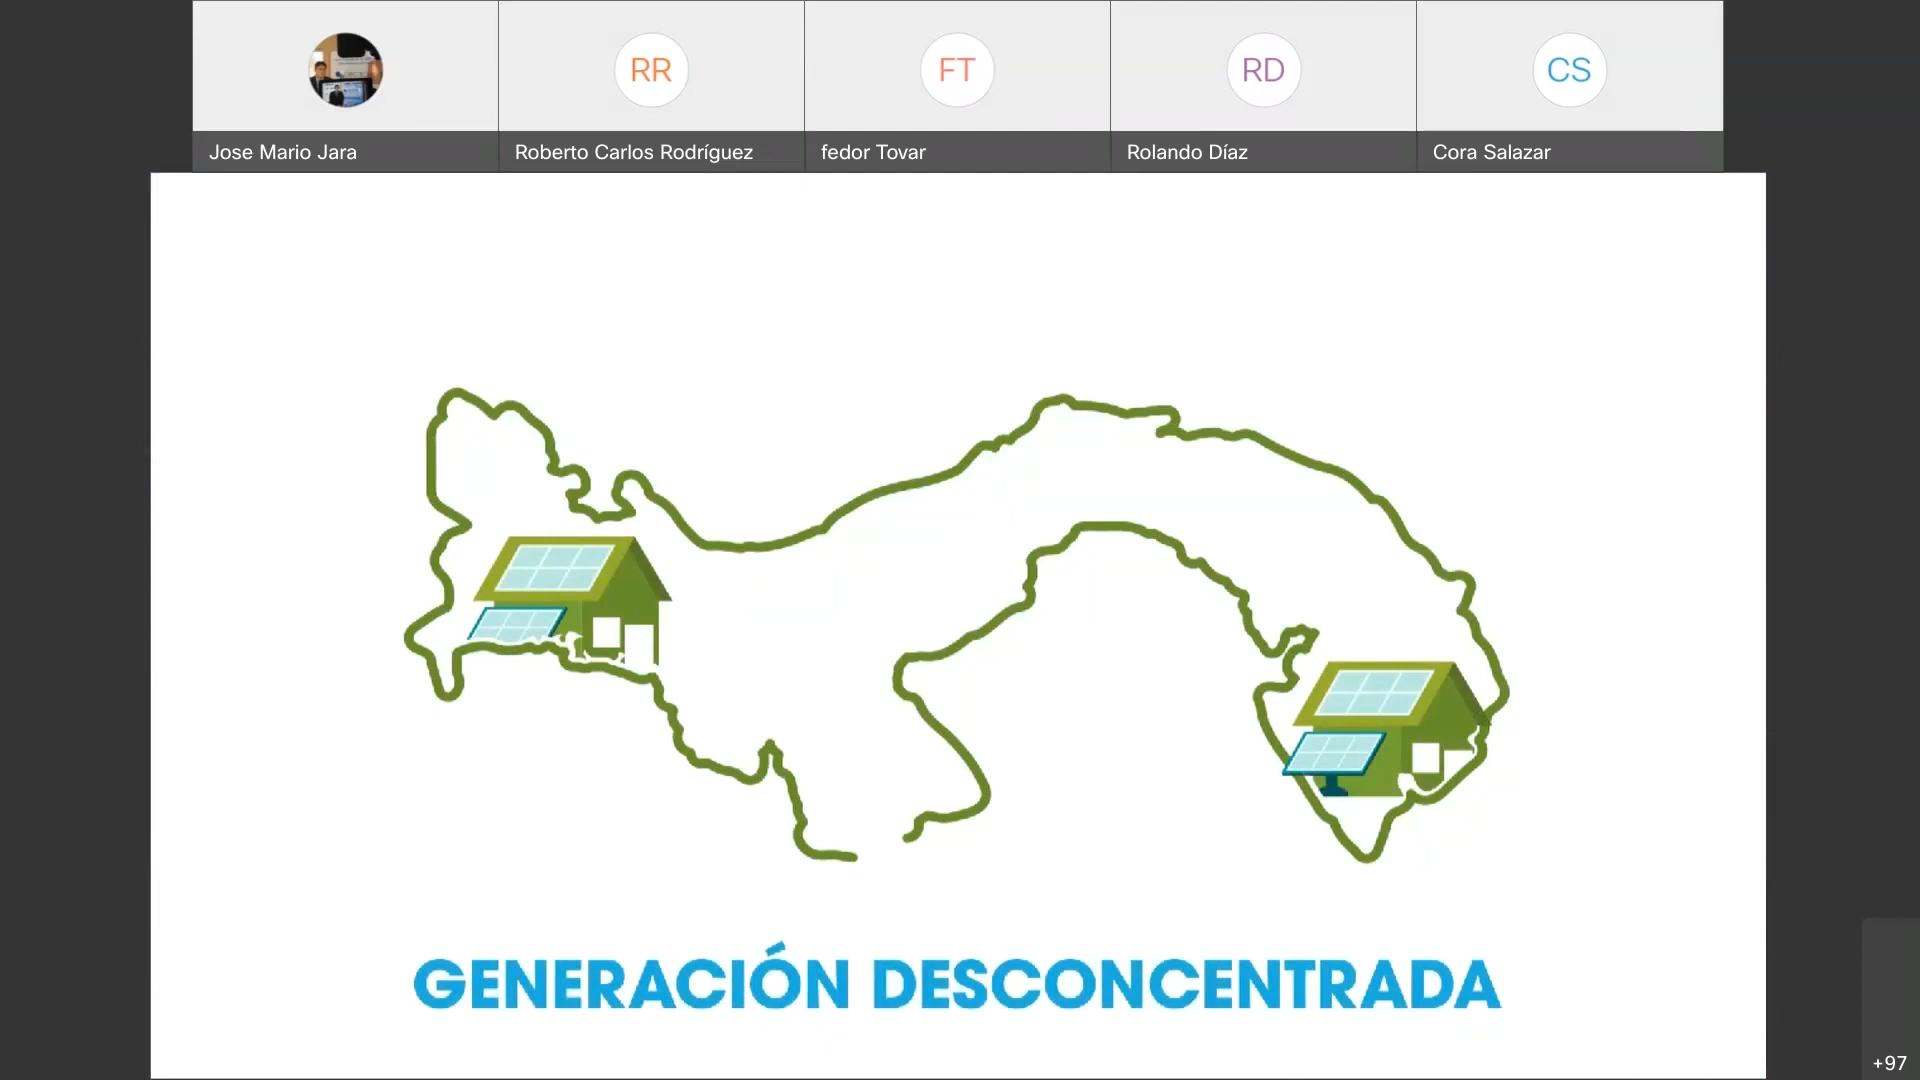 RR
FT
RD
CS
Jose Mario Jara
Roberto Carlos Rodríguez
fedor Tovar
Rolando Díaz
Cora Salazar
GENERACIÓN DESCONCENTRADA
+97